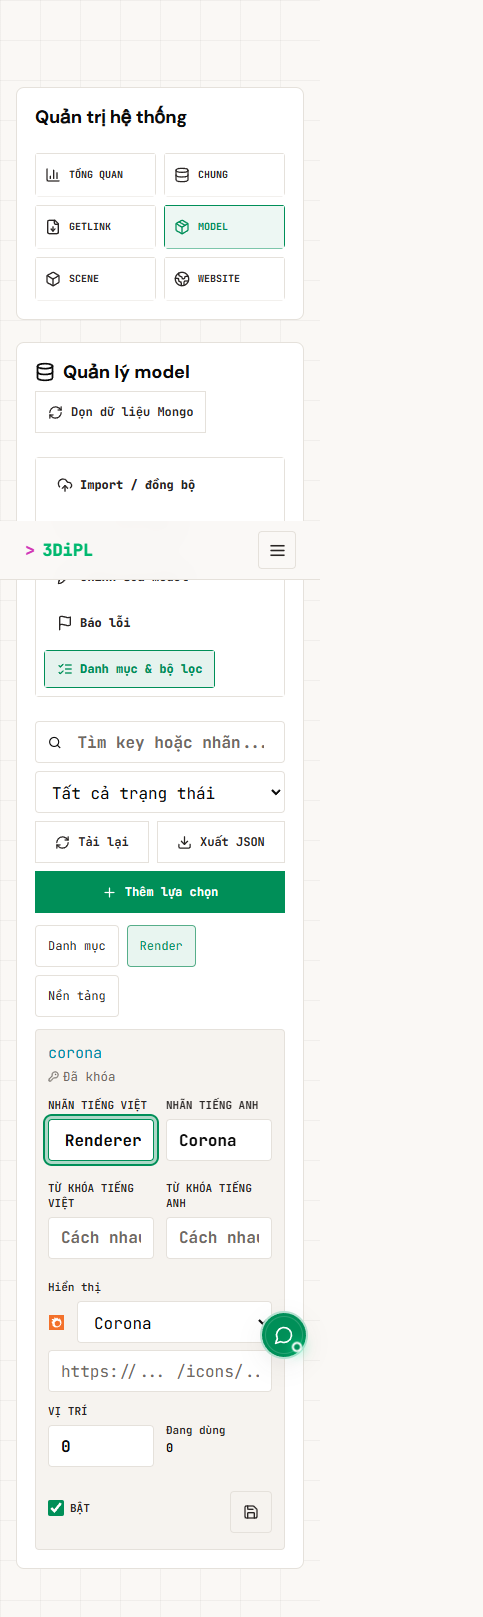 Quản trị hệ thống
TỔNG QUAN
CHUNG
GETLINK
MODEL
SCENE
WEBSITE
Quản lý model
Dọn dữ liệu Mongo
Import / đồng bộ
> 3DiPL
Báo lỗi
Danh mục & bộ lọc
Tìm key hoặc nhãn...
Tất cả trạng thái
Tải lại
Xuất JSON
Thêm lựa chọn
Danh mục
Render
Nền tảng
corona
Đã khóa
NHÃN TIẾNG VIỆT
NHÃN TIẾNG ANH
Renderer
Corona
TỪ KHÓA TIẾNG VIỆT
TỪ KHÓA TIẾNG ANH
Cách nhau
Cách nhau
Hiển thị
Corona
https://... /icons/..
VỊ TRÍ
Đang dùng
0
0
BẬT